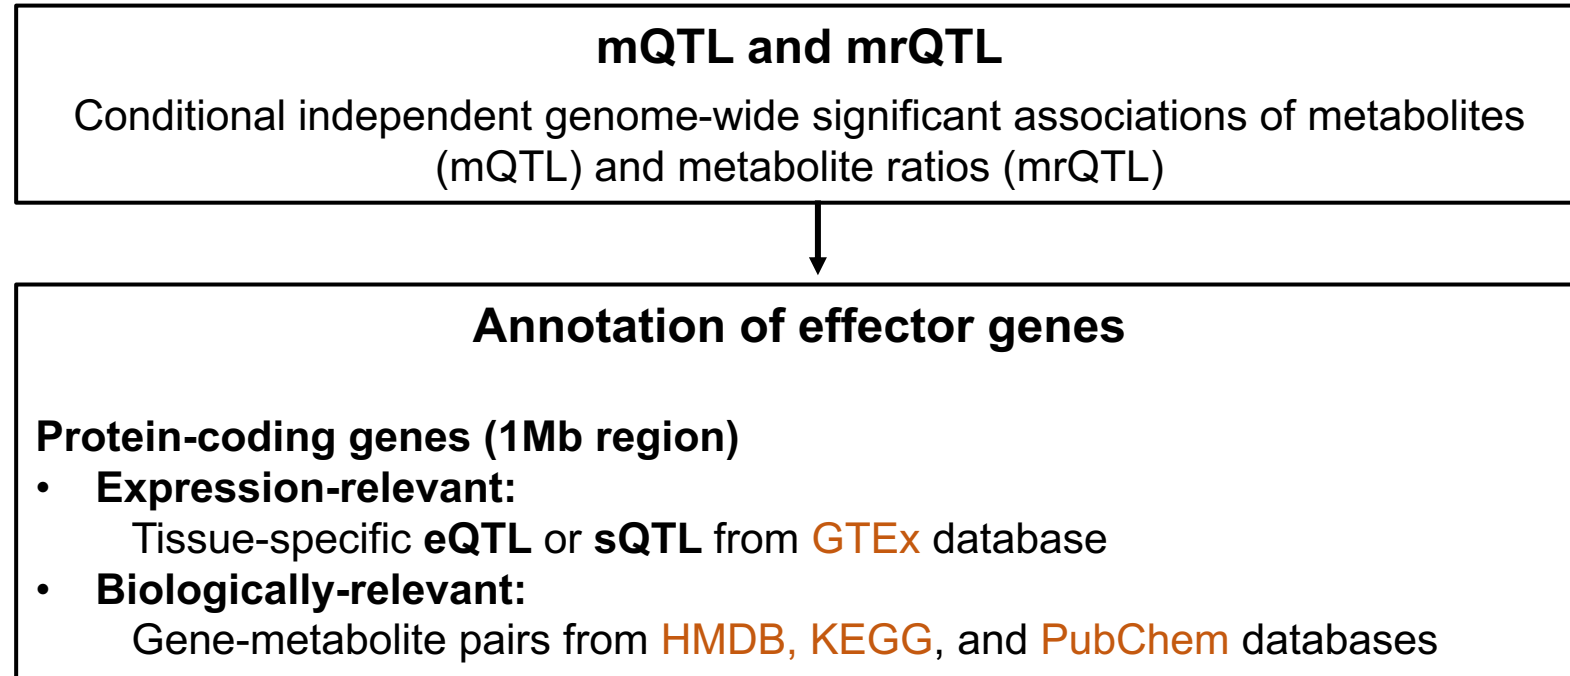 mQTL and mrQTL
Conditional independent genome-wide significant associations of metabolites
(mQTL) and metabolite ratios (mrQTL)
Annotation of effector genes
Protein-coding genes (1Mb region)
• Expression-relevant:
Tissue-specific eQTL or sQTL from GTEx database
• Biologically-relevant:
Gene-metabolite pairs from HMDB, KEGG, and PubChem databases